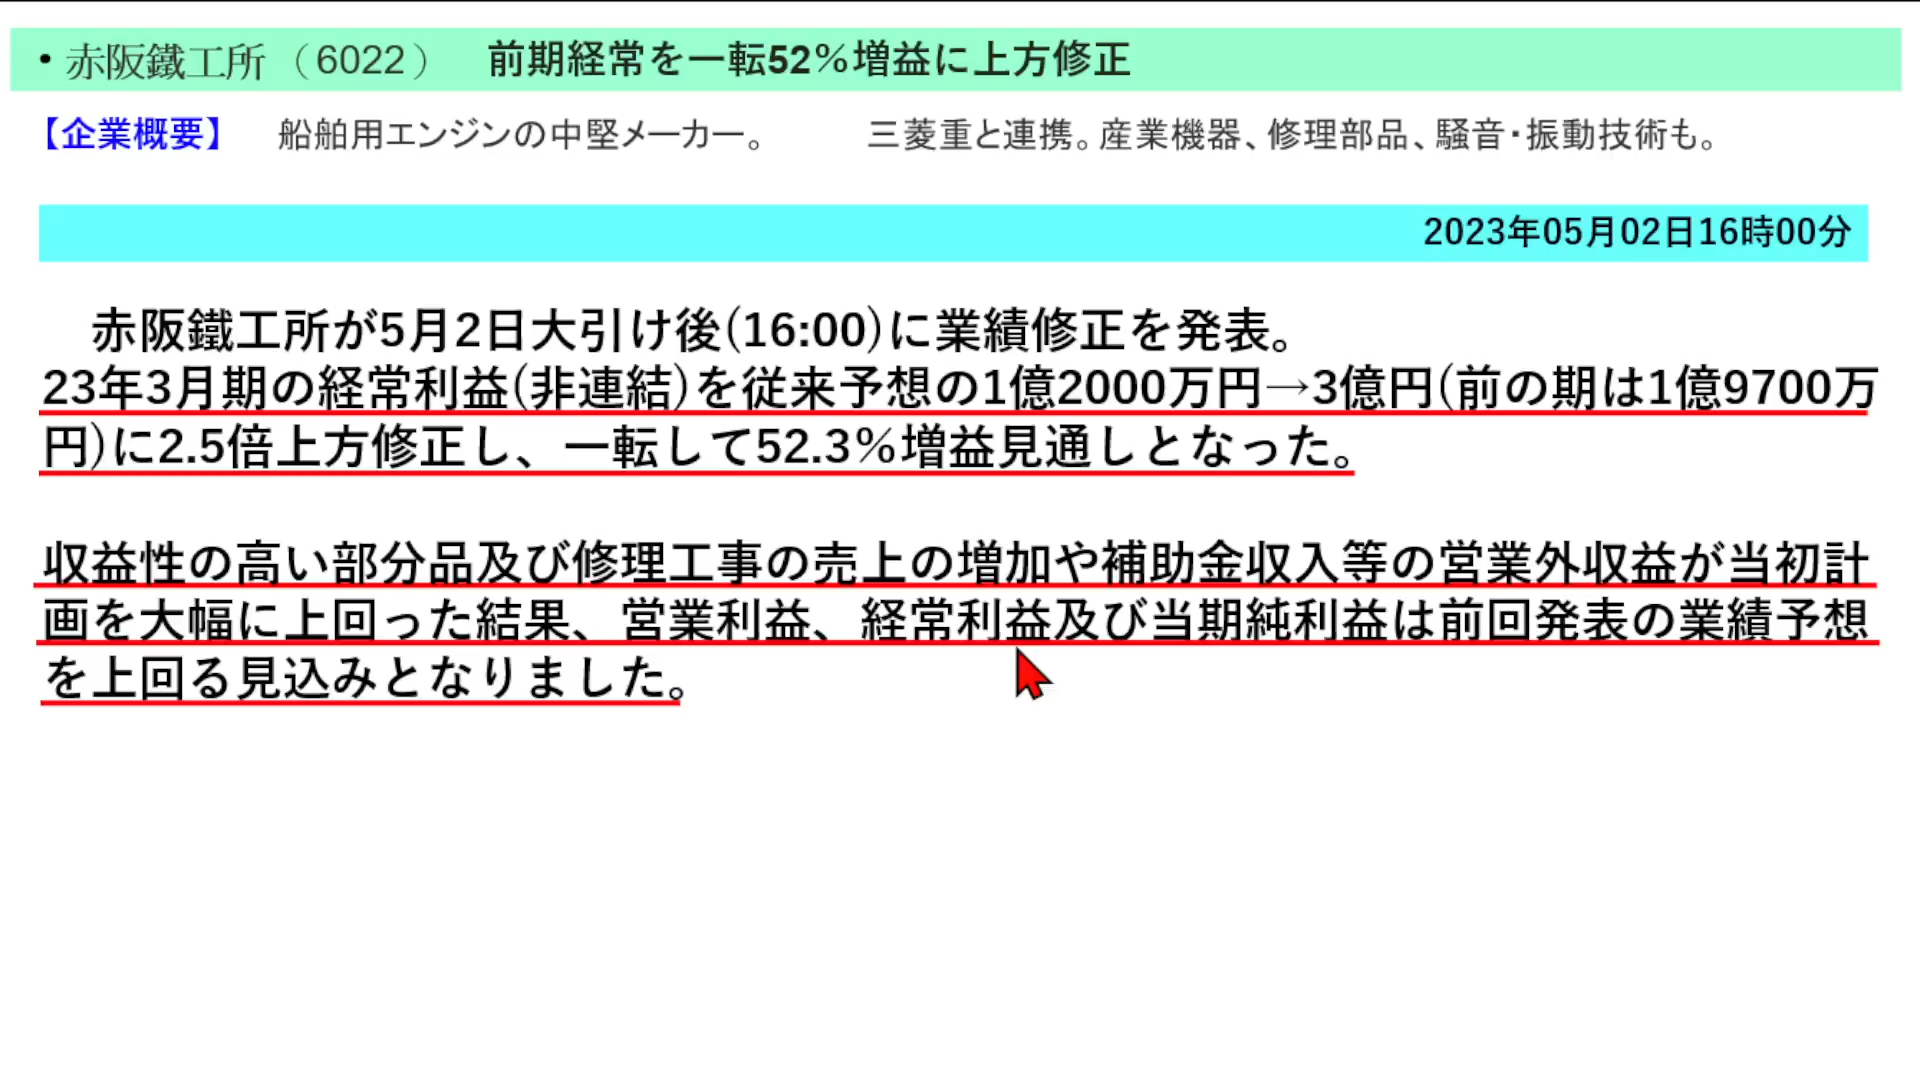 ・赤阪鐵工所（6022） 前期経常を一転52％増益に上方修正
【企業概要】 船舶用エンジンの中堅メーカー。 三菱重と連携。産業機器、修理部品、騒音・振動技術も。
2023年05月02日16時00分
赤阪鐵工所が5月2日大引け後(16:00)に業績修正を発表。
23年3月期の経常利益(非連結)を従来予想の1億2000万円→3億円(前の期は1億9700万
円)に2.5倍上方修正し、一転して52.3％増益見通しとなった。
収益性の高い部分品及び修理工事の売上の増加や補助金収入等の営業外収益が当初計
画を大幅に上回った結果、営業利益、経常利益及び当期純利益は前回発表の業績予想
を上回る見込みとなりました。